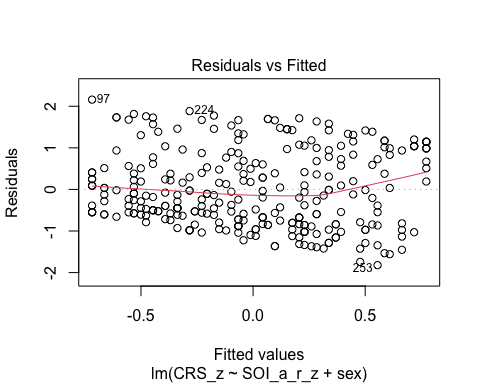 Residuals vs Fitted
97
224
253
Residuals
2
1
0
-1
-2
-0.5
0.0
0.5
Fitted values
lm(CRS_z ~ SOI_a_r_z + sex)